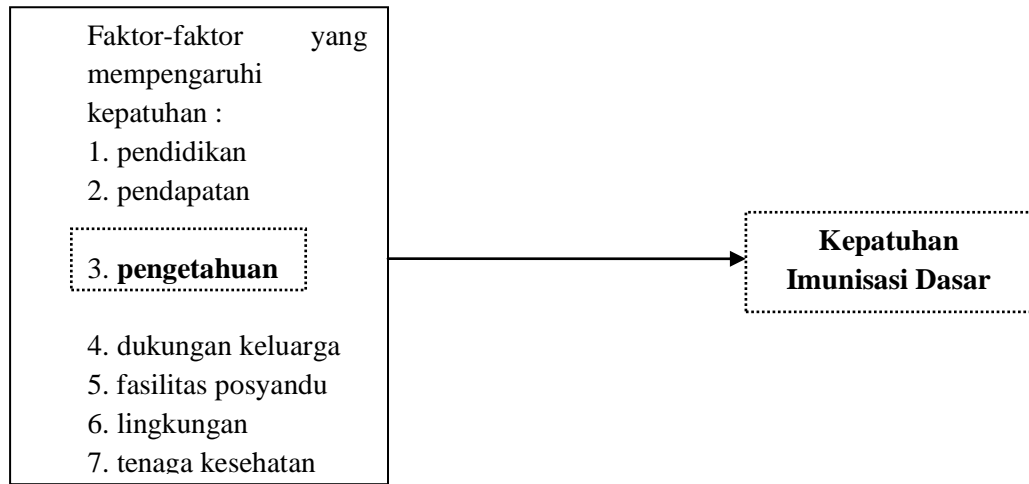 Faktor-faktor yang
mempengaruhi
kepatuhan :
1. pendidikan
2. pendapatan
3. pengetahuan
4. dukungan keluarga
5. fasilitas posyandu
6. lingkungan
7. tenaga kesehatan
Kepatuhan
Imunisasi Dasar